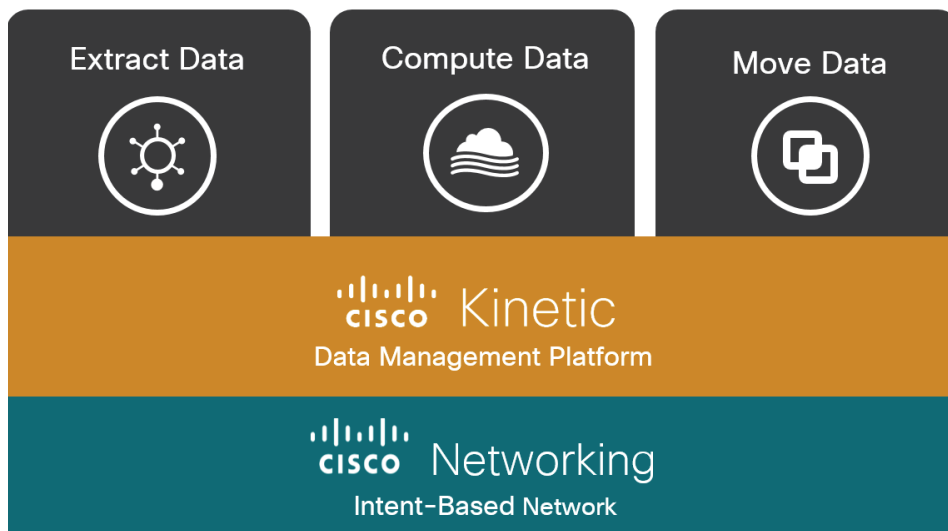 Extract Data
Compute Data
Move Data
CISCO Kinetic
Data Management Platform
CISCO Networking
Intent-Based Network